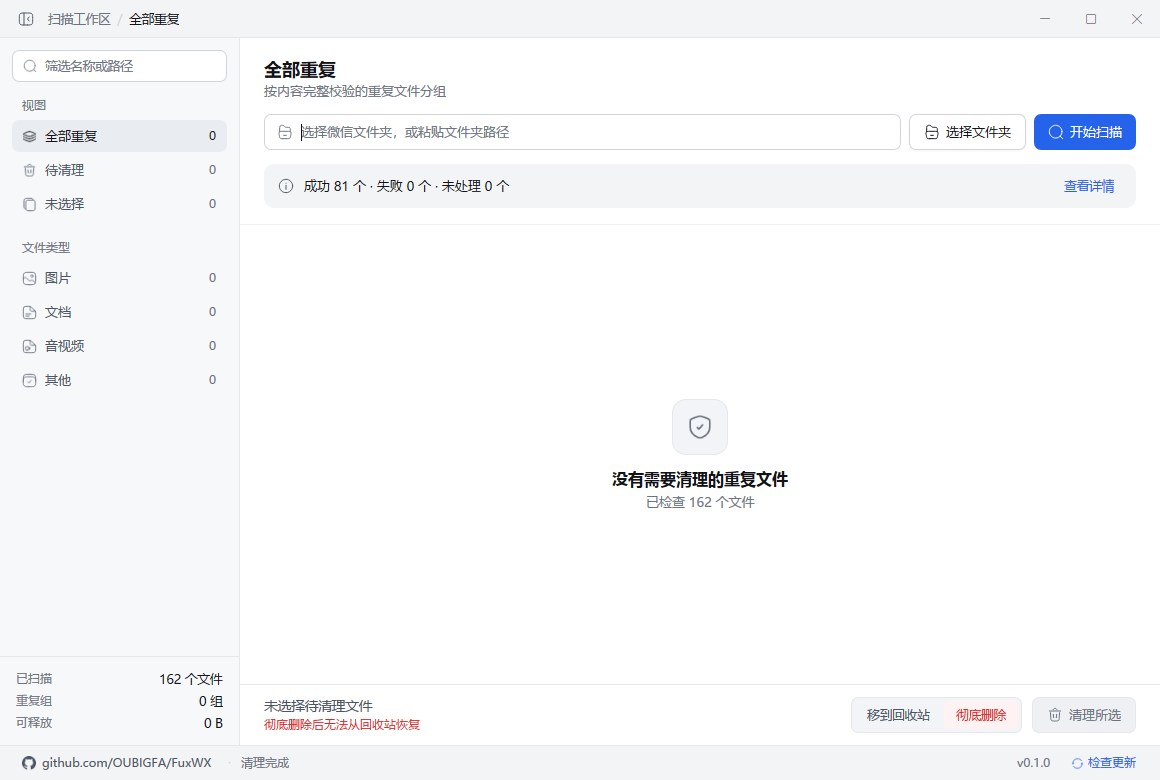 扫描工作区 / 全部重复
筛选名称或路径
视图
全部重复 0
待清理 0
未选择 0
文件类型
图片 0
文档 0
音视频 0
其他 0
已扫描 162 个文件
重复组 0 组
可释放 0 B
全部重复
按内容完整校验的重复文件分组
选择微信文件夹，或粘贴文件夹路径
选择文件夹
开始扫描
成功 81 个 · 失败 0 个 · 未处理 0 个
查看详情
没有需要清理的重复文件
已检查 162 个文件
未选择待清理文件
彻底删除后无法从回收站恢复
移到回收站
彻底删除
清理所选
github.com/OUBIGFA/FuxWX · 清理完成
v0.1.0
检查更新